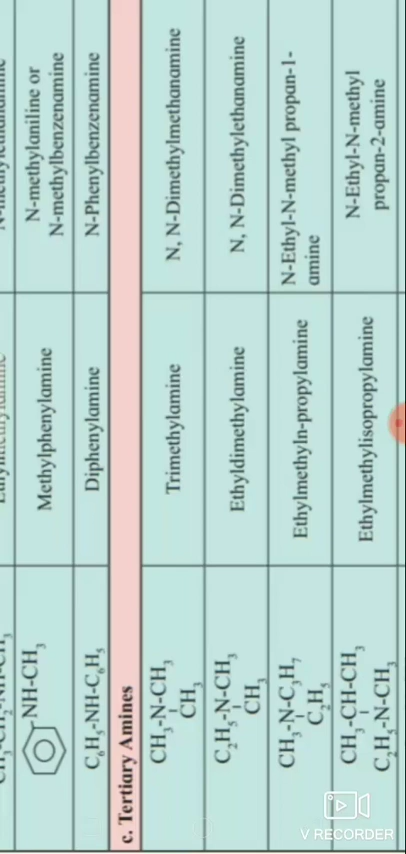 NH-CH₃
Methylphenylamine
N-methylaniline or
N-methylbenzenamine
C₆H₅-NH-C₆H₅
Diphenylamine
N-Phenylbenzenamine
c. Tertiary Amines
CH₃-N-CH₃
CH₃
Trimethylamine
N, N-Dimethylmethanamine
C₂H₅-N-CH₃
CH₃
Ethyldimethylamine
N, N-Dimethylethanamine
CH₃-N-C₃H₇
C₂H₅
Ethylmethyln-propylamine
N-Ethyl-N-methyl propan-1-
amine
CH₃-CH-CH₃
C₂H₅-N-CH₃
Ethylmethylisopropylamine
N-Ethyl-N-methyl
propan-2-amine
V RECORDER